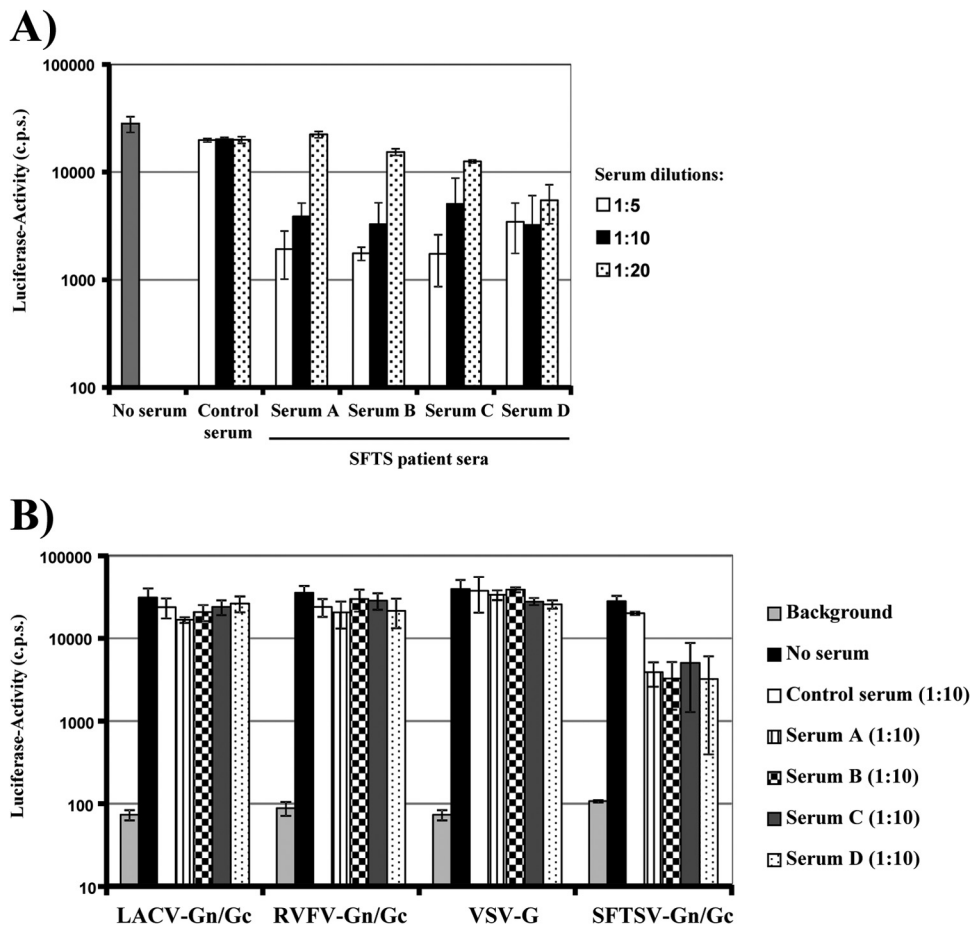 A)
Luciferase-Activity (c.p.s.)
100000
10000
1000
100
No serum
Control serum
Serum A
Serum B
Serum C
Serum D
SFTS patient sera
Serum dilutions:
1:5
1:10
1:20
B)
Luciferase-Activity (c.p.s.)
100000
10000
1000
100
10
LACV-Gn/Gc
RVFV-Gn/Gc
VSV-G
SFTSV-Gn/Gc
Background
No serum
Control serum (1:10)
Serum A (1:10)
Serum B (1:10)
Serum C (1:10)
Serum D (1:10)